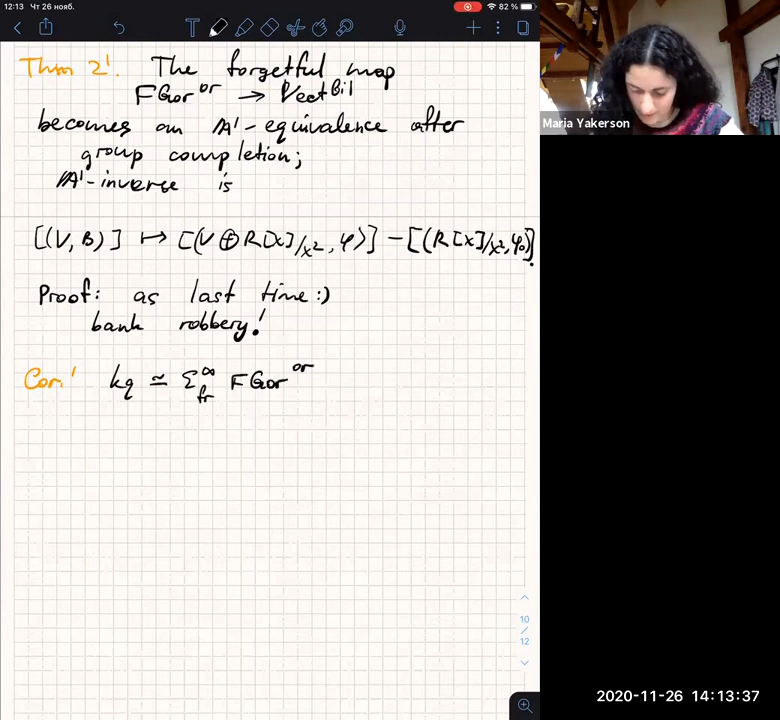 12:13 Чт 26 нояб.
82 %
Thm 2'. The forgetful map
FGor^or → Vect^Bil
becomes an A¹-equivalence after
group completion;
A¹-inverse is
[(V, B)] ↦ [(V ⊕ R[x]/x², φ)] − [(R[x]/x², φ₀)].
Proof: as last time :)
bank robbery!
Cor.' kq ≃ Σ^∞_fr FGor^or
10
/
12
Maria Yakerson
2020-11-26 14:13:37